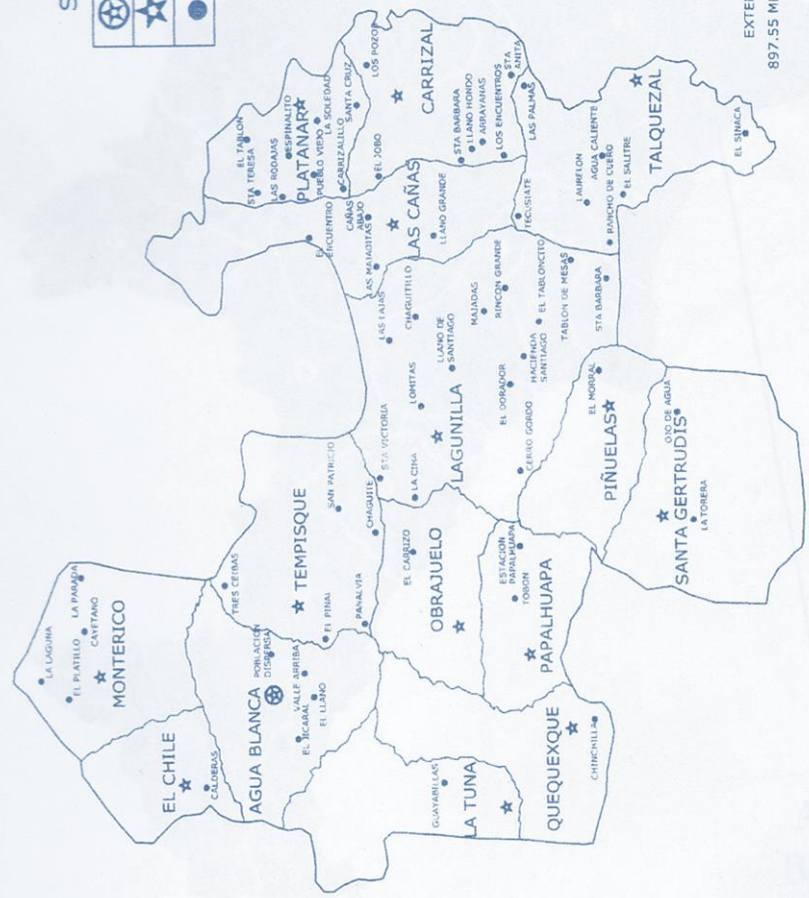 S
EXTE
897.55 M
LA LAGUNA
EL PLATILLO
LA PARADA
CAYETANO
MONTERICO
EL CHILE
CALDERAS
TRES CEIBAS
AGUA BLANCA
POBLACION
DISPERSA
VALLE ARRIBA
EL JICARAL
EL LLANO
TEMPISQUE
SAN PATRICIO
EL PINAL
PANALVIA
CHAGUITE
GUAYABILLAS
LA TUNA
QUEQUEXQUE
CHINCHILLA
EL CARRIZO
OBRAJUELO
ESTACION
PAPALHUAPA
TOBON
PAPALHUAPA
STA VICTORIA
LA CIMA
LOMITAS
LAGUNILLA
LLANO DE
SANTIAGO
LAS LAJAS
CHAGUITILLO
MAJADAS
RINCON GRANDE
EL DORADOR
CERRO GORDO
HACIENDA
SANTIAGO
EL TABLONCITO
TABLON DE MESAS
STA BARBARA
EL MORRAL
PIÑUELAS
OJO DE AGUA
SANTA GERTRUDIS
LA TORERA
EL TABLON
STA TERESA
LAS RODAJAS
ESPINALITO
PLATANAR
PUEBLO VIEJO
LA SOLEDAD
CARRIZALILLO
SANTA CRUZ
LOS POZOS
EL JOBO
CARRIZAL
EL
ENCUENTRO
CAÑAS
ABAJO
LAS MATADITAS
LAS CAÑAS
LLANO GRANDE
STA BARBARA
LLANO HONDO
ARRAYANAS
LOS ENCUENTROS
STA
ANITA
LAS PALMAS
TECUSIATE
LAURELON
AGUA CALIENTE
RANCHO DE CUERO
EL SALITRE
TALQUEZAL
EL SINACA